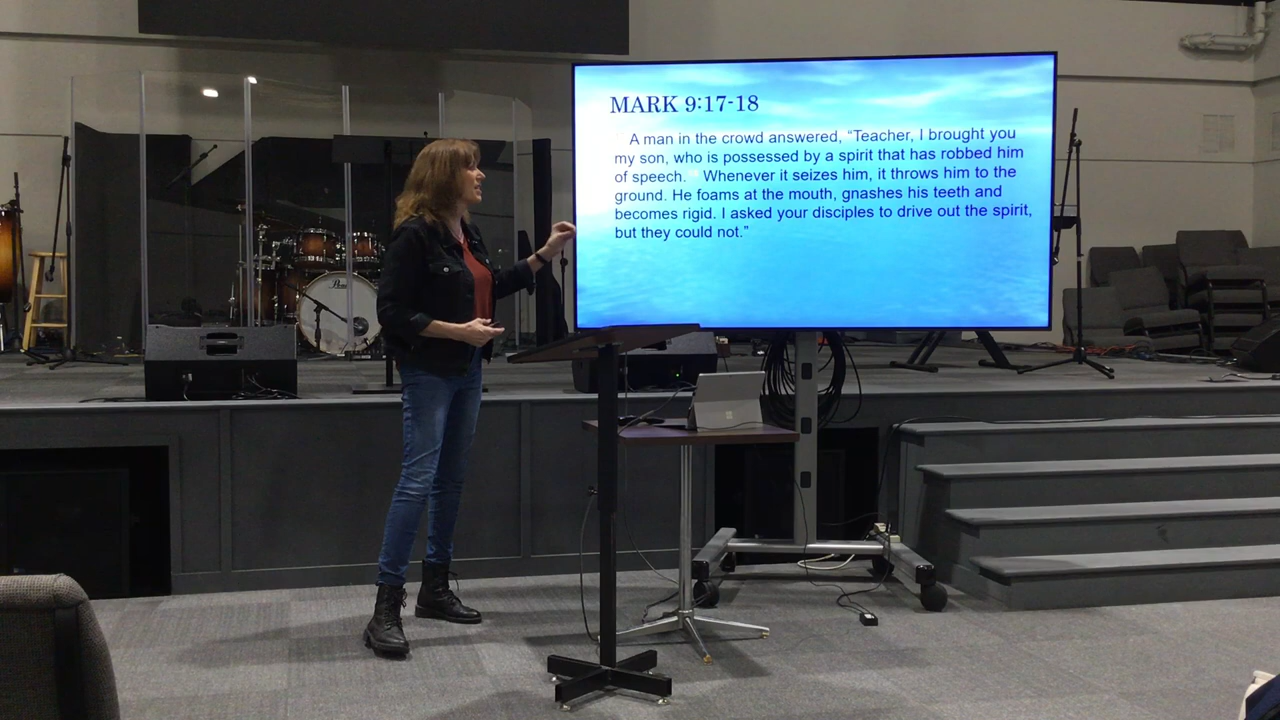 MARK 9:17-18
A man in the crowd answered, “Teacher, I brought you
my son, who is possessed by a spirit that has robbed him
of speech. Whenever it seizes him, it throws him to the
ground. He foams at the mouth, gnashes his teeth and
becomes rigid. I asked your disciples to drive out the spirit,
but they could not.”
Pearl